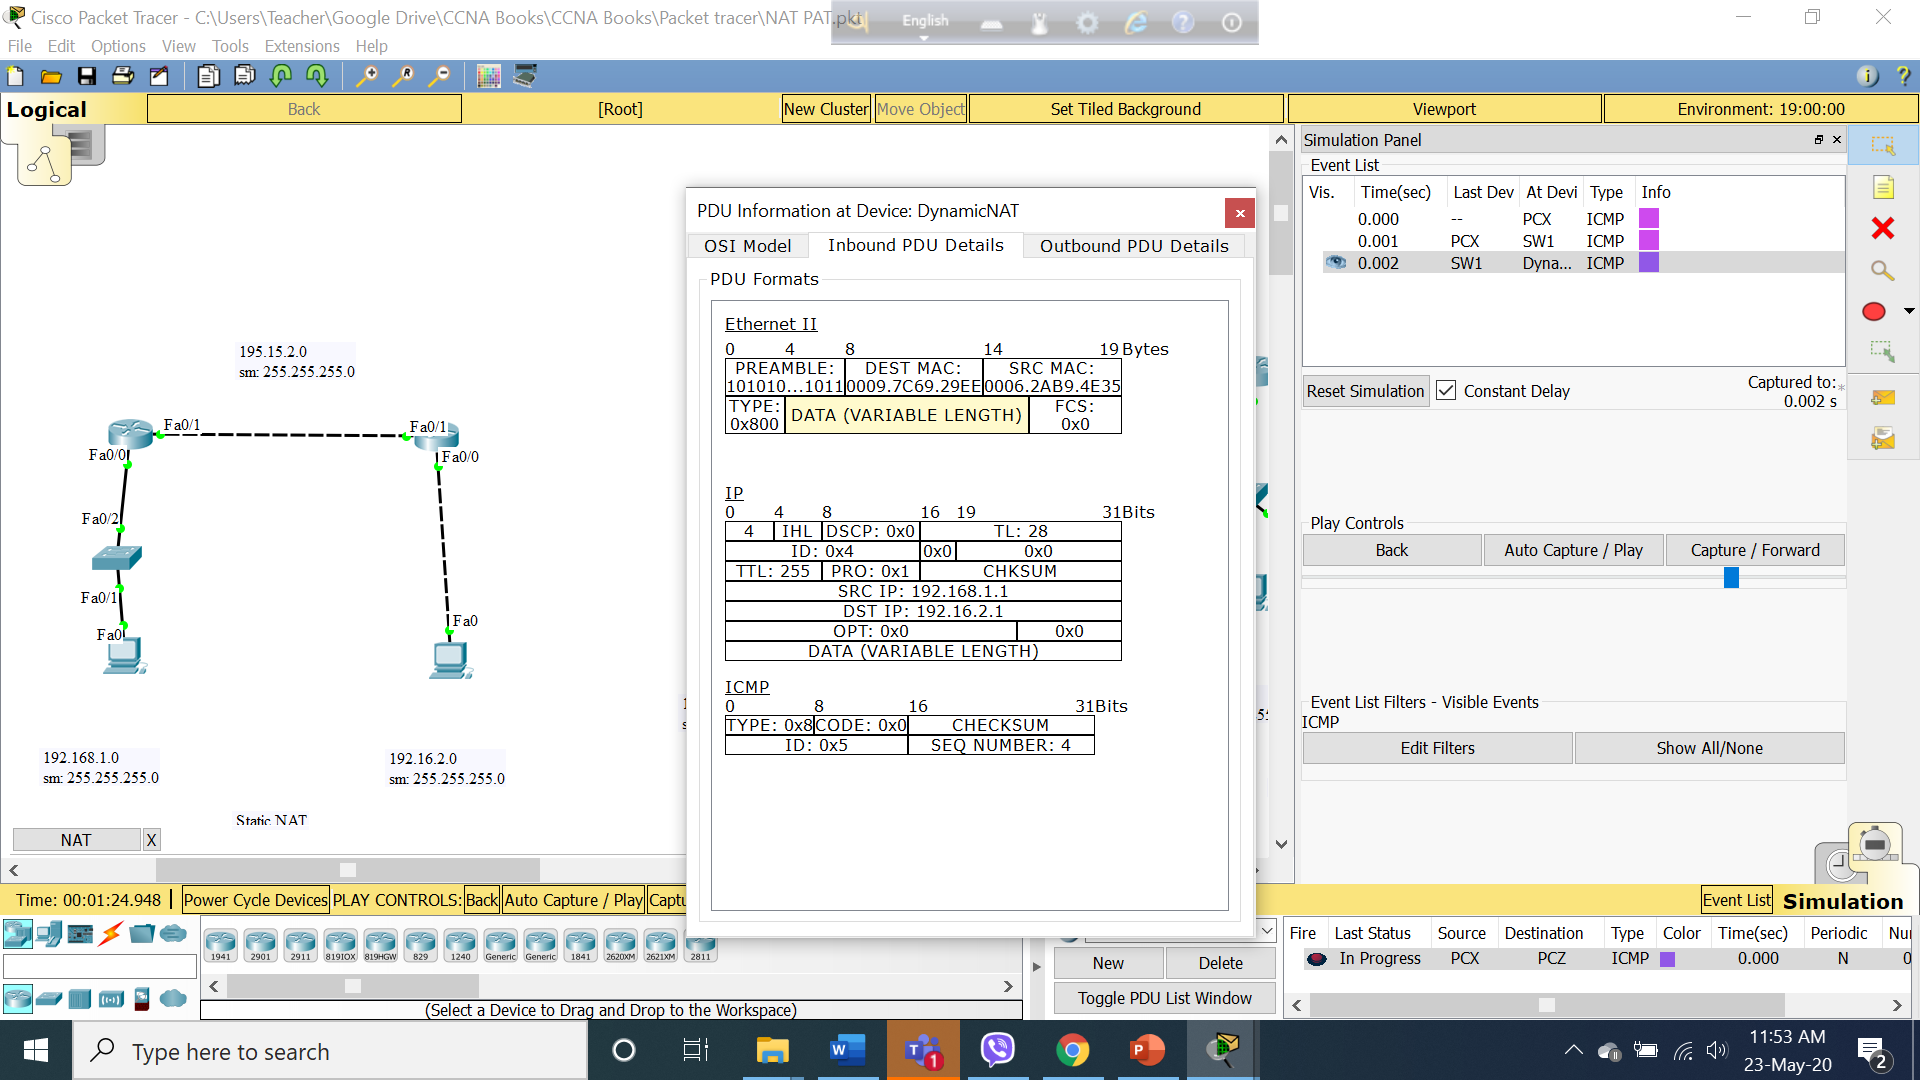 Cisco Packet Tracer - C:\Users\Teacher\Google Drive\CCNA Books\CCNA Books\Packet tracer\NAT PAT.pkt
English
File Edit Options View Tools Extensions Help
Logical
Back
[Root]
New Cluster
Move Object
Set Tiled Background
Viewport
Environment: 19:00:00
195.15.2.0
sm: 255.255.255.0
Fa0/1
Fa0/1
Fa0/0
Fa0/0
Fa0/2
Fa0/1
Fa0
Fa0
192.168.1.0
sm: 255.255.255.0
192.16.2.0
sm: 255.255.255.0
Static NAT
NAT
X
PDU Information at Device: DynamicNAT
OSI Model
Inbound PDU Details
Outbound PDU Details
PDU Formats
Ethernet II
0 4 8 14 19 Bytes
PREAMBLE: DEST MAC: SRC MAC:
101010...1011 0009.7C69.29EE 0006.2AB9.4E35
TYPE: DATA (VARIABLE LENGTH) FCS:
0x800 0x0
IP
0 4 8 16 19 31 Bits
4 IHL DSCP: 0x0 TL: 28
ID: 0x4 0x0 0x0
TTL: 255 PRO: 0x1 CHKSUM
SRC IP: 192.168.1.1
DST IP: 192.16.2.1
OPT: 0x0 0x0
DATA (VARIABLE LENGTH)
ICMP
0 8 16 31 Bits
TYPE: 0x8 CODE: 0x0 CHECKSUM
ID: 0x5 SEQ NUMBER: 4
Simulation Panel
Event List
Vis. Time(sec) Last Dev At Devi Type Info
0.000 -- PCX ICMP
0.001 PCX SW1 ICMP
0.002 SW1 Dyna... ICMP
Reset Simulation
Constant Delay
Captured to: *
0.002 s
Play Controls
Back
Auto Capture / Play
Capture / Forward
Event List Filters - Visible Events
ICMP
Edit Filters
Show All/None
Time: 00:01:24.948
Power Cycle Devices
PLAY CONTROLS:
Back
Auto Capture / Play
Captu
Event List
Simulation
1941 2901 2911 819IOX 819HGW 829 1240 Generic Generic 1841 2620XM 2621XM 2811
(Select a Device to Drag and Drop to the Workspace)
New
Delete
Toggle PDU List Window
Fire Last Status Source Destination Type Color Time(sec) Periodic Nu
In Progress PCX PCZ ICMP 0.000 N 0
Type here to search
1
11:53 AM
23-May-20
2